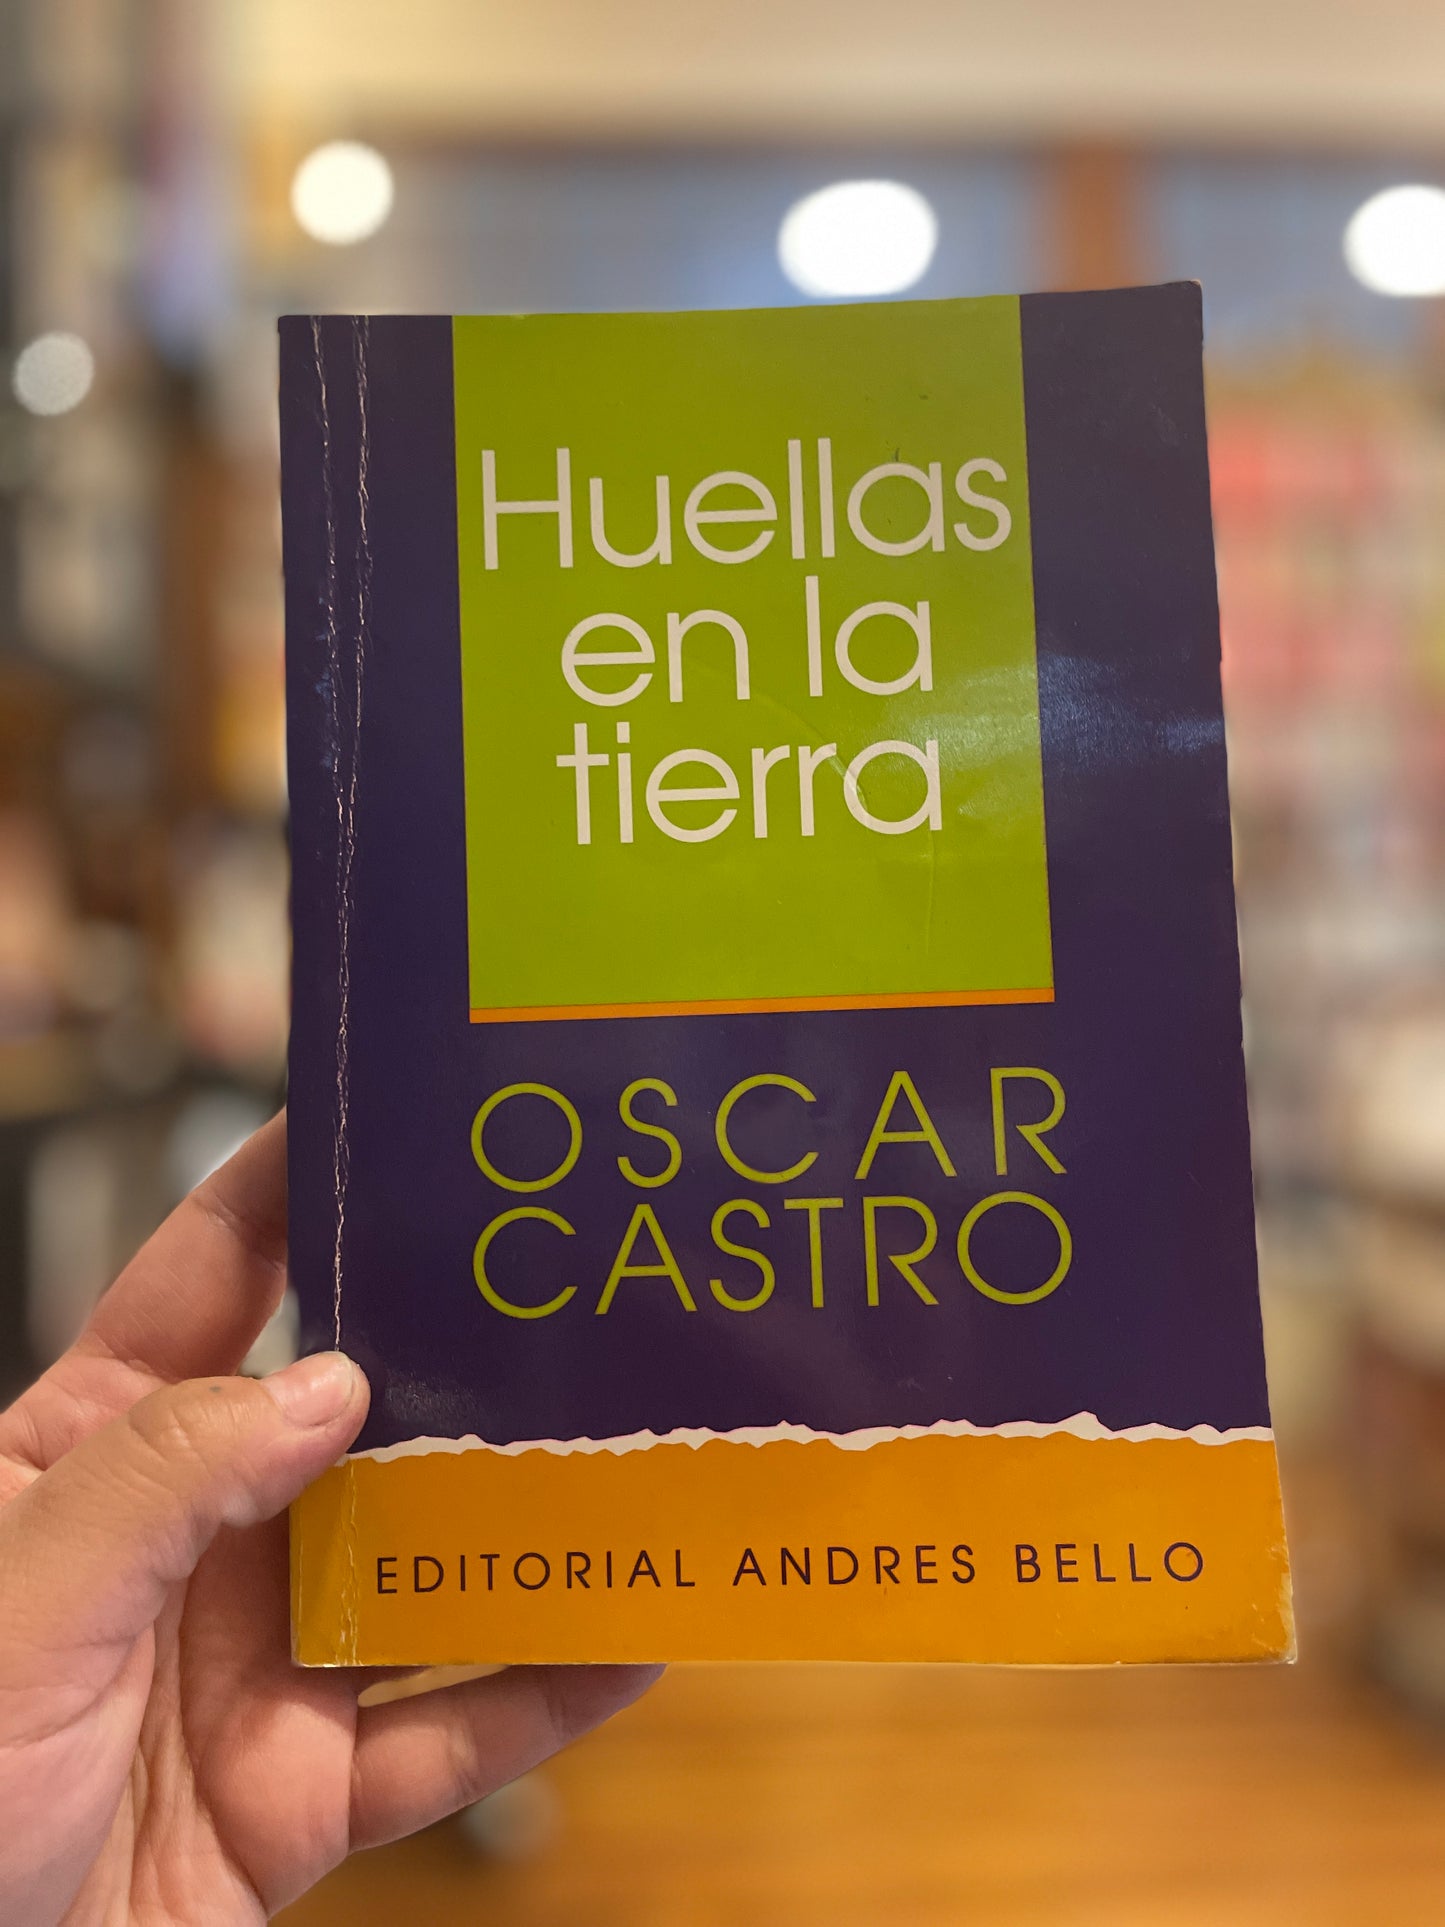 Huellas
en la
tierra
OSCAR
CASTRO
EDITORIAL ANDRES BELLO